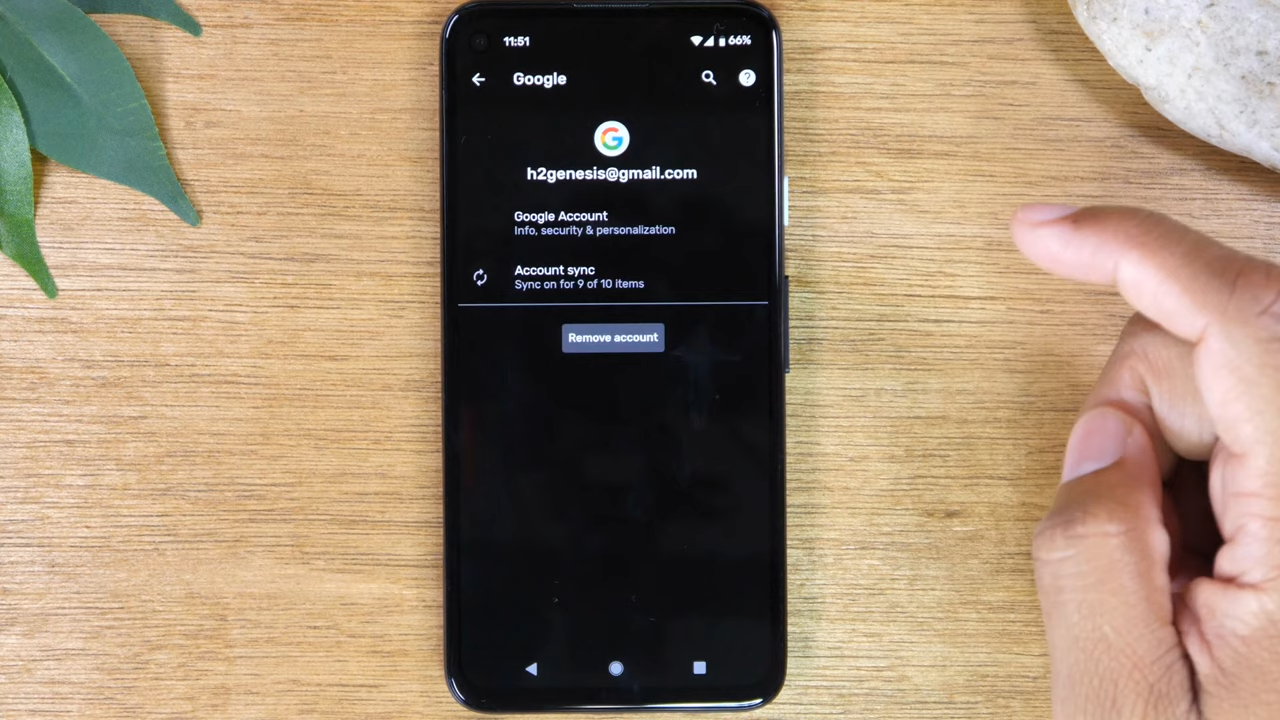 11:51
66%
Google
h2genesis@gmail.com
Google Account
Info, security & personalization
Account sync
Sync on for 9 of 10 items
Remove account